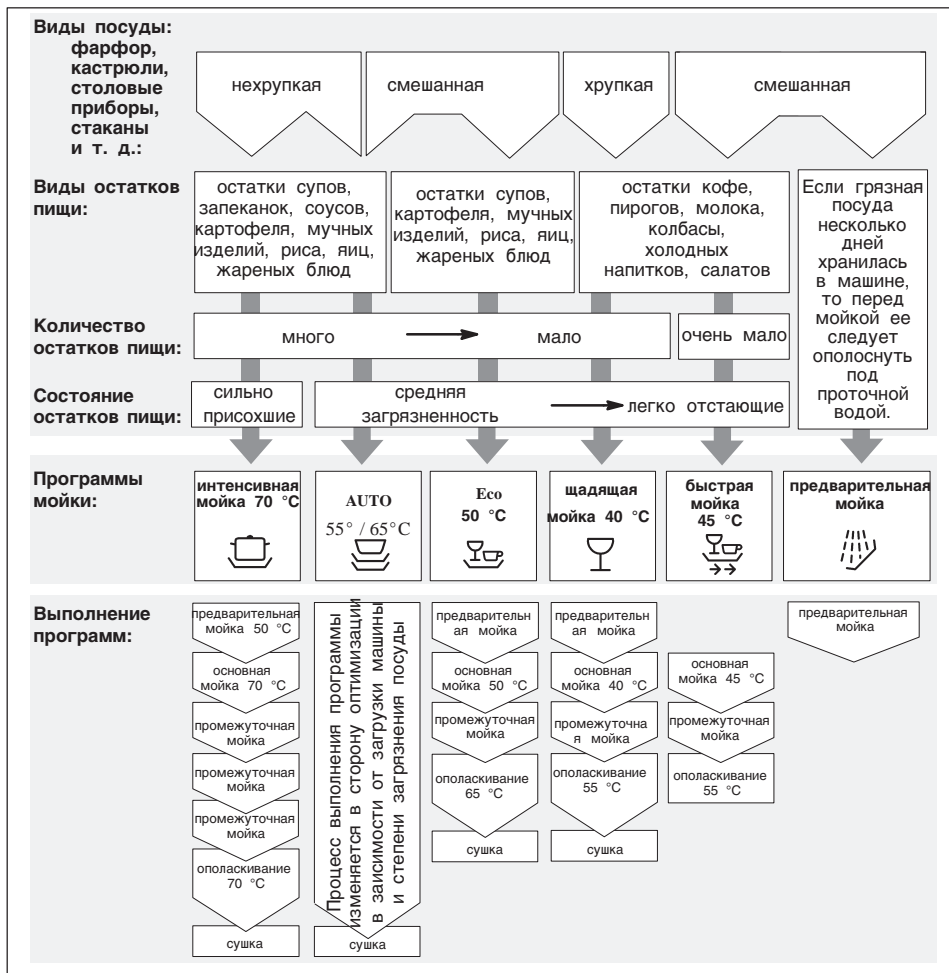 Виды посуды:
фарфор,
кастрюли,
столовые
приборы,
стаканы
и т. д.:
нехрупкая
смешанная
хрупкая
смешанная
Виды остатков
пищи:
остатки супов,
запеканок, соусов,
картофеля, мучных
изделий, риса, яиц,
жареных блюд
остатки супов,
картофеля, мучных
изделий, риса, яиц,
жареных блюд
остатки кофе,
пирогов, молока,
колбасы,
холодных
напитков, салатов
Если грязная
посуда
несколько
дней
хранилась
в машине,
то перед
мойкой ее
следует
ополоснуть
под
проточной
водой.
Количество
остатков пищи:
много
мало
очень мало
Состояние
остатков пищи:
сильно
присохшие
средняя
загрязненность
легко отстающие
Программы
мойки:
интенсивная
мойка 70 °C
AUTO
55° / 65°C
Eco
50 °C
щадящая
мойка 40 °C
быстрая
мойка
45 °C
предварительная
мойка
Выполнение
программ:
предварительная
мойка 50 °C
основная
мойка 70 °C
промежуточная
мойка
промежуточная
мойка
промежуточная
мойка
ополаскивание
70 °C
сушка
Процесс выполнения программы
изменяется в сторону оптимизации
в заисимости от загрузки машины
и степени загрязнения посуды
сушка
предварительн
ая мойка
основная
мойка 50 °C
промежуточная
мойка
ополаскивание
65 °C
сушка
предварительн
ая мойка
основная
мойка 40 °C
промежуточна
я мойка
ополаскивание
55 °C
сушка
основная
мойка 45 °C
промежуточная
мойка
ополаскивание
55 °C
предварительная
мойка